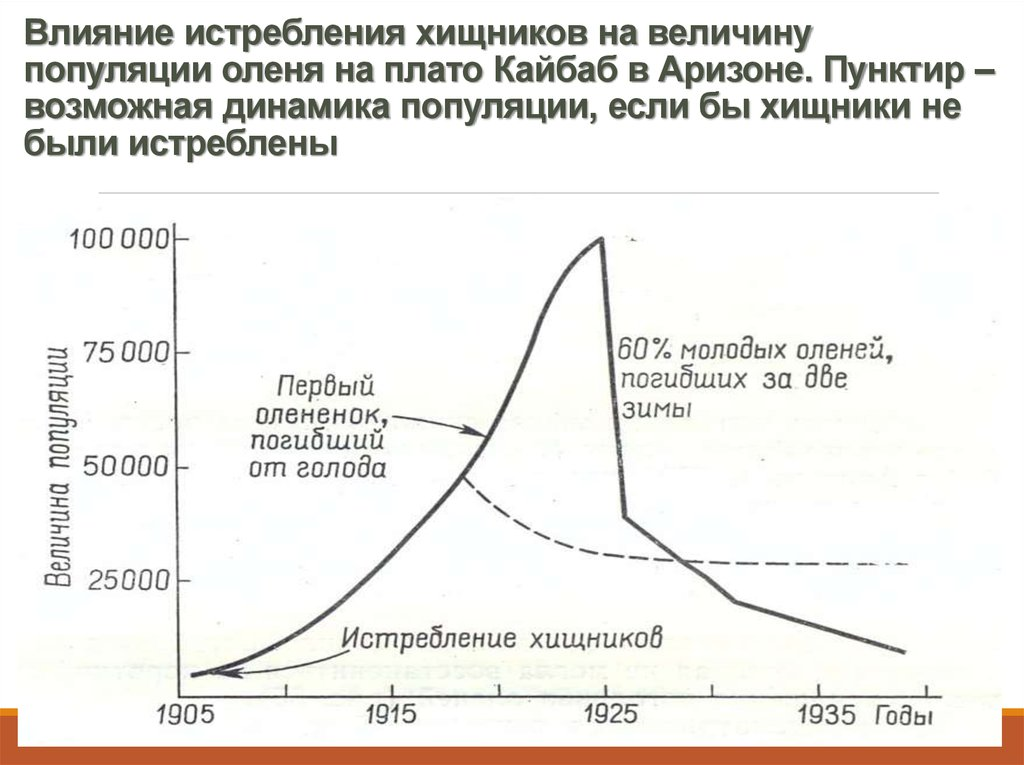 Влияние истребления хищников на величину
популяции оленя на плато Кайбаб в Аризоне. Пунктир –
возможная динамика популяции, если бы хищники не
были истреблены
100 000
75 000
50000
25000
Величина популяции
Первый
олененок,
погибший
от голода
60% молодых оленей,
погибших за две
зимы
Истребление хищников
1905
1915
1925
1935
Годы